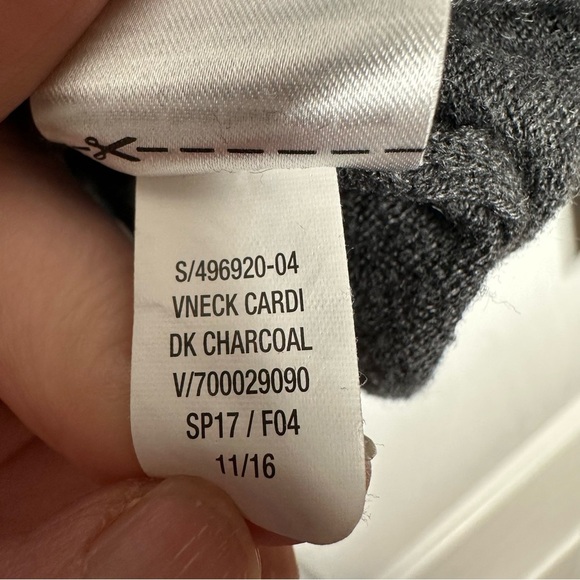 S/496920-04
VNECK CARDI
DK CHARCOAL
V/700029090
SP17 / F04
11/16